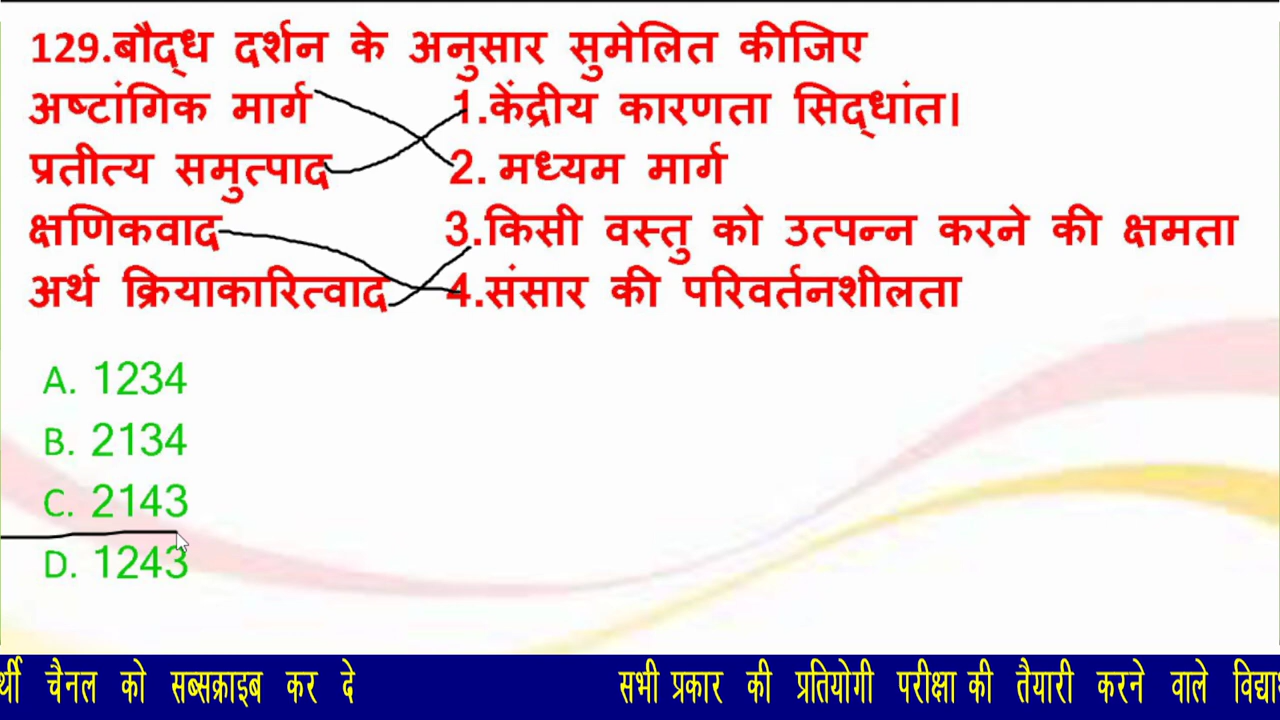 129.बौद्ध दर्शन के अनुसार सुमेलित कीजिए
अष्टांगिक मार्ग 1.केंद्रीय कारणता सिद्धांत।
प्रतीत्य समुत्पाद 2. मध्यम मार्ग
क्षणिकवाद 3.किसी वस्तु को उत्पन्न करने की क्षमता
अर्थ क्रियाकारित्वाद 4.संसार की परिवर्तनशीलता
A. 1234
B. 2134
C. 2143
D. 1243
र्थी चैनल को सब्सक्राइब कर दे सभी प्रकार की प्रतियोगी परीक्षा की तैयारी करने वाले